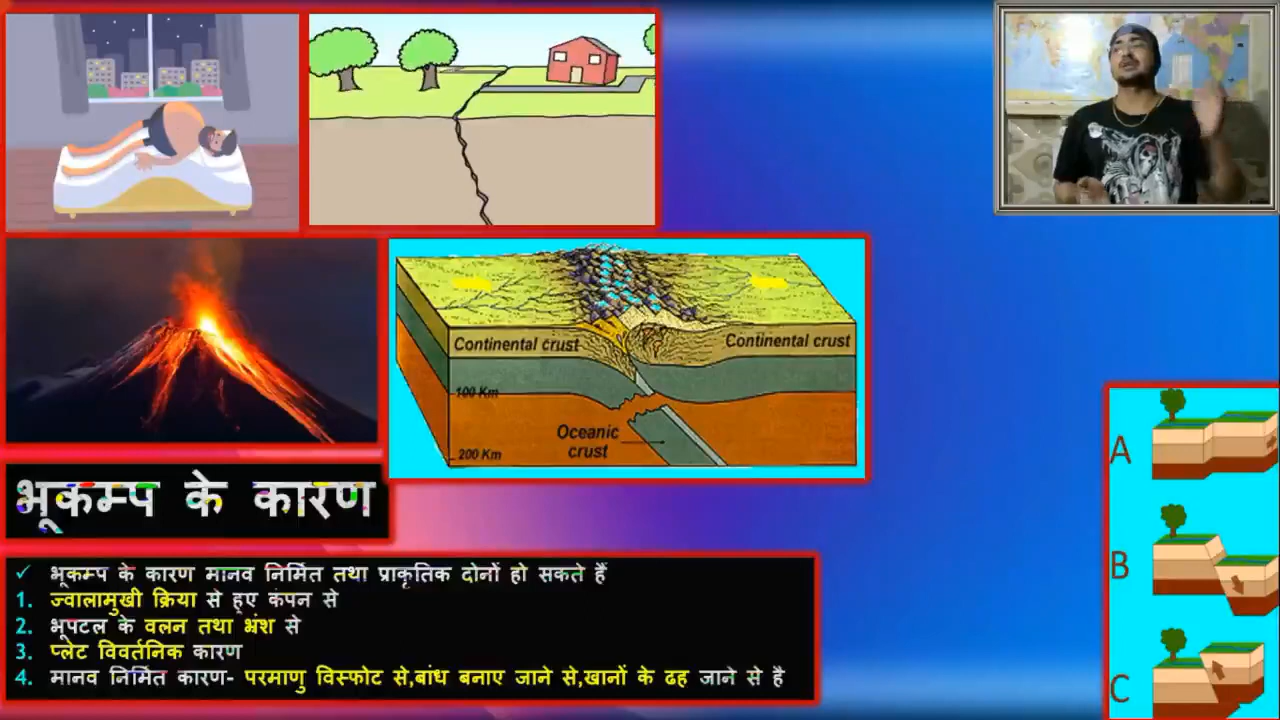 Continental crust
Continental crust
100 Km
Oceanic
crust
200 Km
भूकम्प के कारण
✓ भूकम्प के कारण मानव निर्मित तथा प्राकृतिक दोनों हो सकते हैं
1. ज्वालामुखी क्रिया से हुए कंपन से
2. भूपटल के वलन तथा भ्रंश से
3. प्लेट विवर्तनिक कारण
4. मानव निर्मित कारण- परमाणु विस्फोट से,बांध बनाए जाने से,खानों के ढह जाने से है
A
B
C